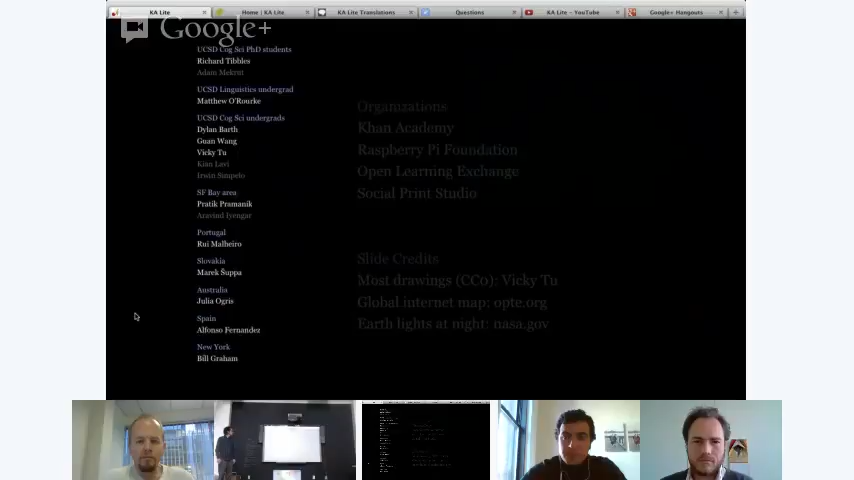 KA Lite
Home | KA Lite
KA Lite Translations
Questions
KA Lite - YouTube
Google+ Hangouts
Google+
UCSD Cog Sci PhD students
Richard Tibbles
Adam Mekrut
UCSD Linguistics undergrad
Matthew O'Rourke
UCSD Cog Sci undergrads
Dylan Barth
Guan Wang
Vicky Tu
Kian Lavi
Irwin Simpelo
SF Bay area
Pratik Pramanik
Aravind Iyengar
Portugal
Rui Malheiro
Slovakia
Marek Šuppa
Australia
Julia Ogris
Spain
Alfonso Fernandez
New York
Bill Graham
Organizations
Khan Academy
Raspberry Pi Foundation
Open Learning Exchange
Social Print Studio
Slide Credits
Most drawings (CC0): Vicky Tu
Global internet map: opte.org
Earth lights at night: nasa.gov